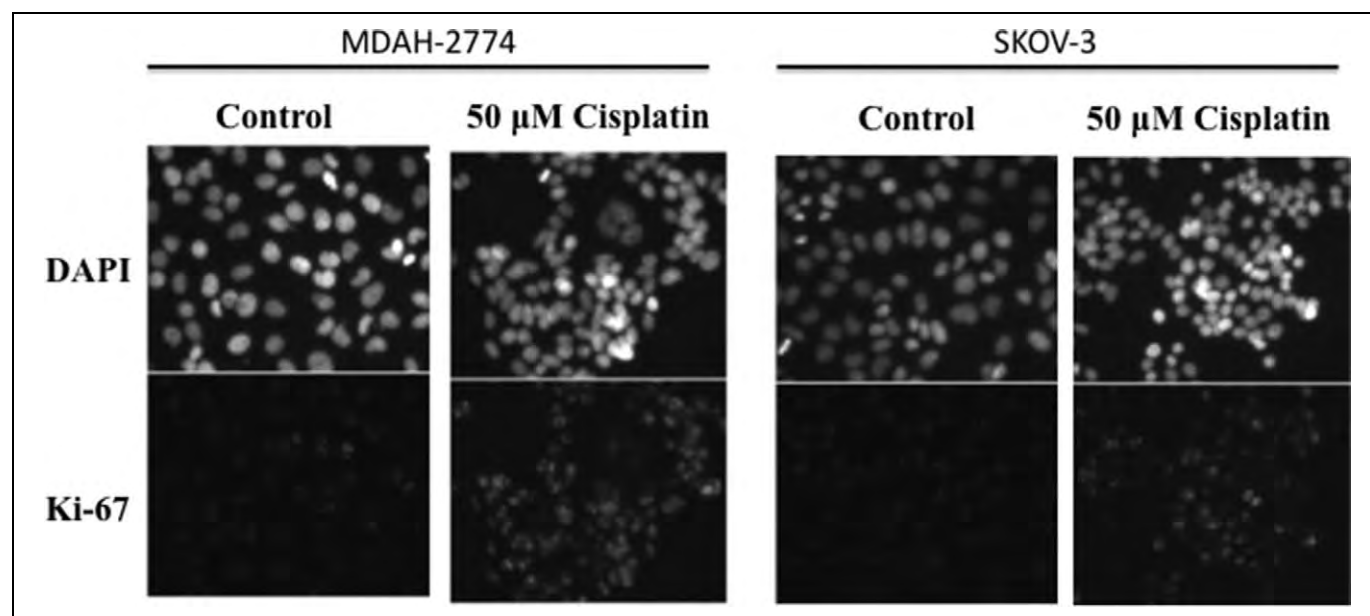 MDAH-2774 SKOV-3
Control 50 μM Cisplatin Control 50 μM Cisplatin
DAPI
Ki-67